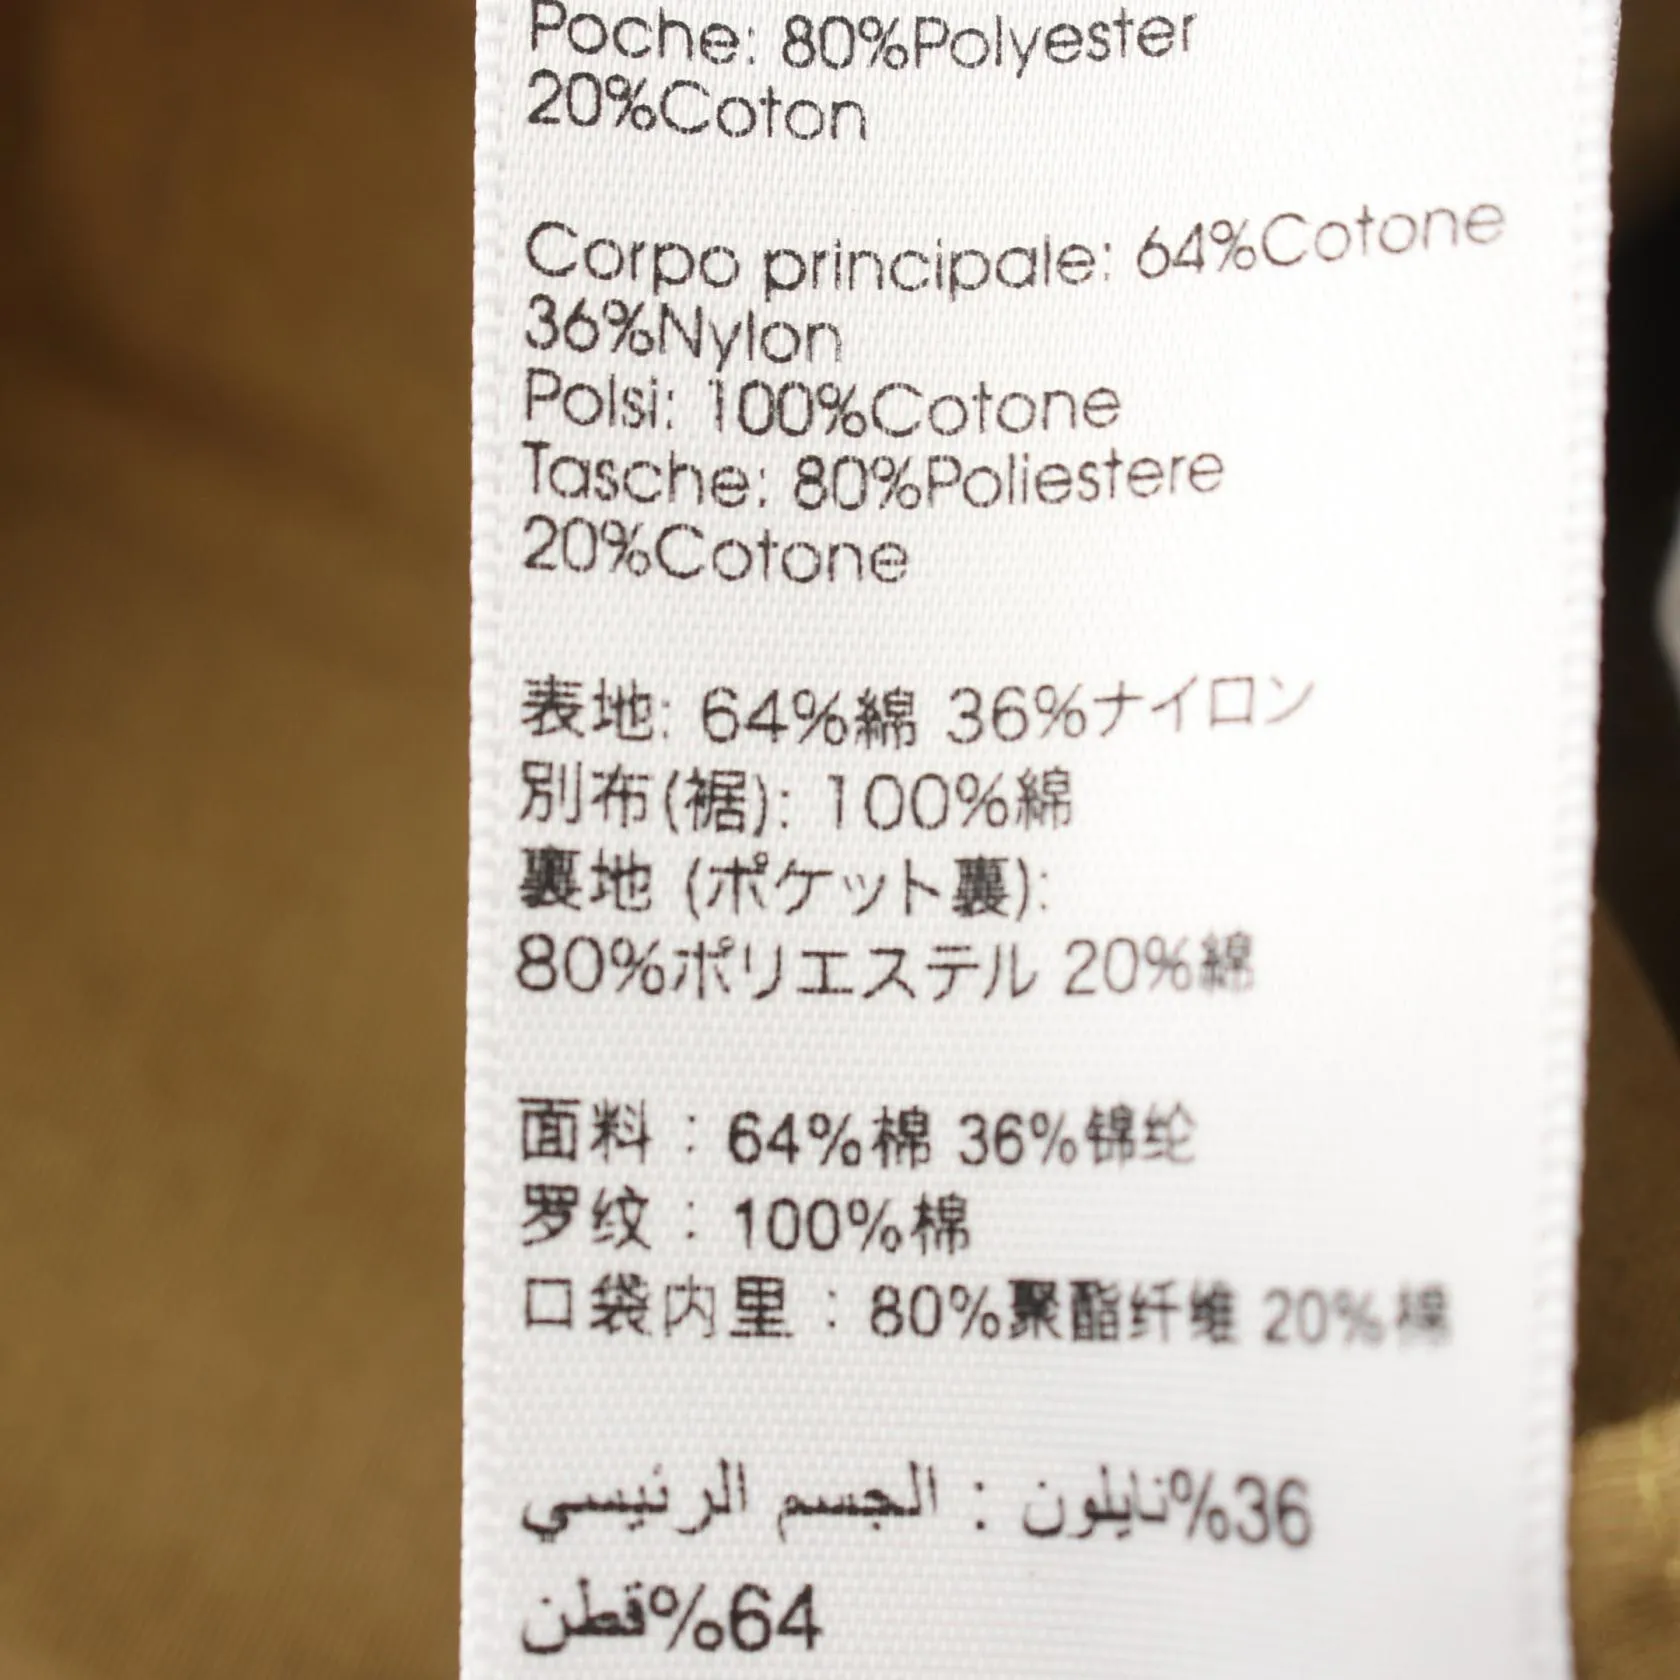 Poche: 80%Polyester
20%Coton
Corpo principale: 64%Cotone
36%Nylon
Polsi: 100%Cotone
Tasche: 80%Poliestere
20%Cotone
表地: 64%綿 36%ナイロン
別布(裾): 100%綿
裏地 (ポケット裏):
80%ポリエステル 20%綿
面料：64%棉 36%锦纶
罗纹：100%棉
口袋内里：80%聚酯纤维 20%棉
الجسم الرئيسي : نايلون%36
قطن%64